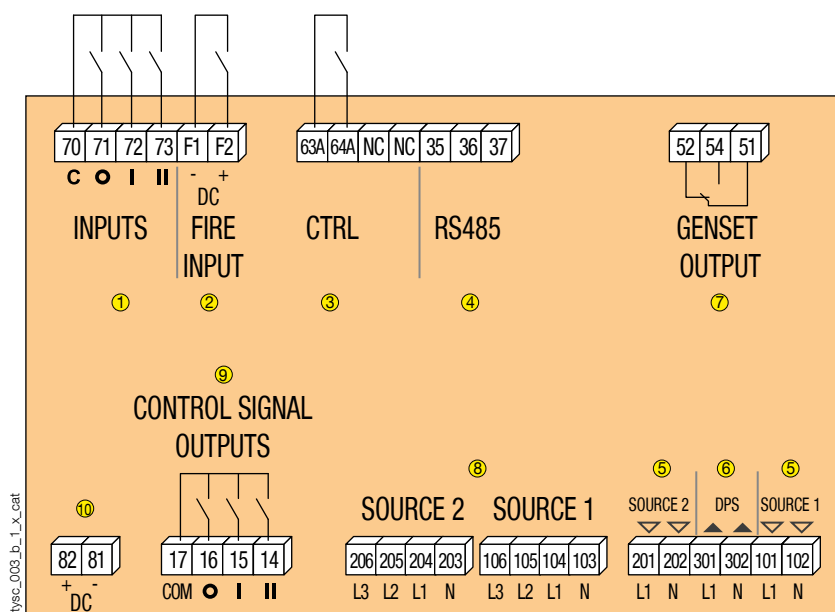 70 71 72 73 F1 F2
63A 64A NC NC 35 36 37
52 54 51
C O I II - +
DC
INPUTS
FIRE
INPUT
CTRL
RS485
GENSET
OUTPUT
1 2 3 4 7
9
CONTROL SIGNAL
OUTPUTS
10
82 81
+ -
DC
17 16 15 14
COM O I II
8
SOURCE 2 SOURCE 1
206 205 204 203
L3 L2 L1 N
106 105 104 103
L3 L2 L1 N
5 6 5
SOURCE 2 DPS SOURCE 1
201 202 301 302 101 102
L1 N L1 N L1 N
tysc_003_b_1_x_cat